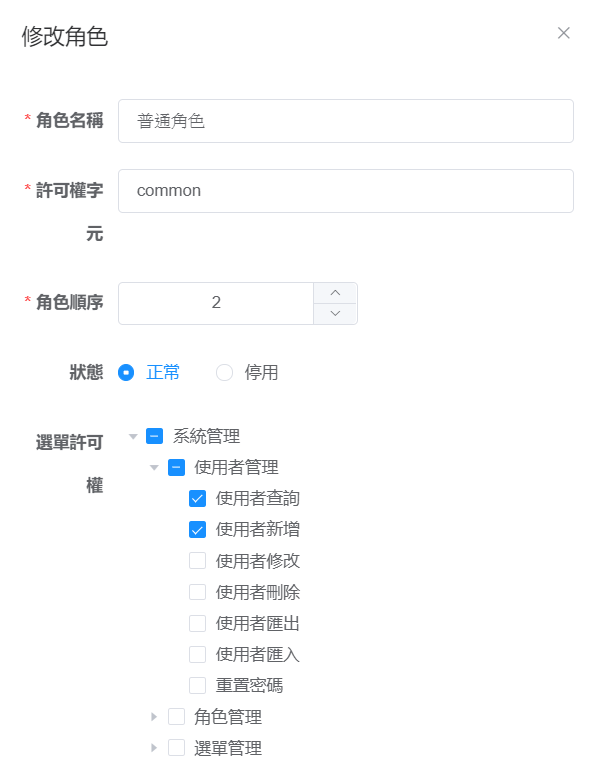 修改角色
* 角色名稱
普通角色
* 許可權字
元
common
* 角色順序
2
狀態
正常
停用
選單許可
權
系統管理
使用者管理
使用者查詢
使用者新增
使用者修改
使用者刪除
使用者匯出
使用者匯入
重置密碼
角色管理
選單管理